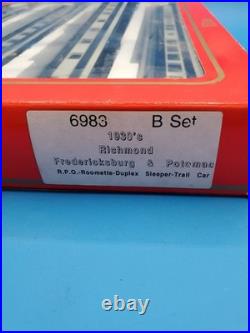 6983 B Set
1930's
Richmond
Fredericksburg & Potomac
R.P.O.-Roomette-Duplex Sleeper-Trail Car